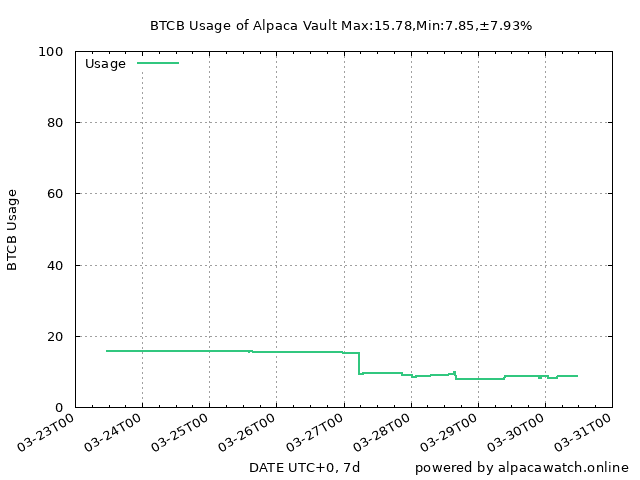 BTCB Usage of Alpaca Vault Max:15.78,Min:7.85,±7.93%
100
Usage
80
60
40
20
0
BTCB Usage
03-23T00
03-24T00
03-25T00
03-26T00
03-27T00
03-28T00
03-29T00
03-30T00
03-31T00
DATE UTC+0, 7d
powered by alpacawatch.online